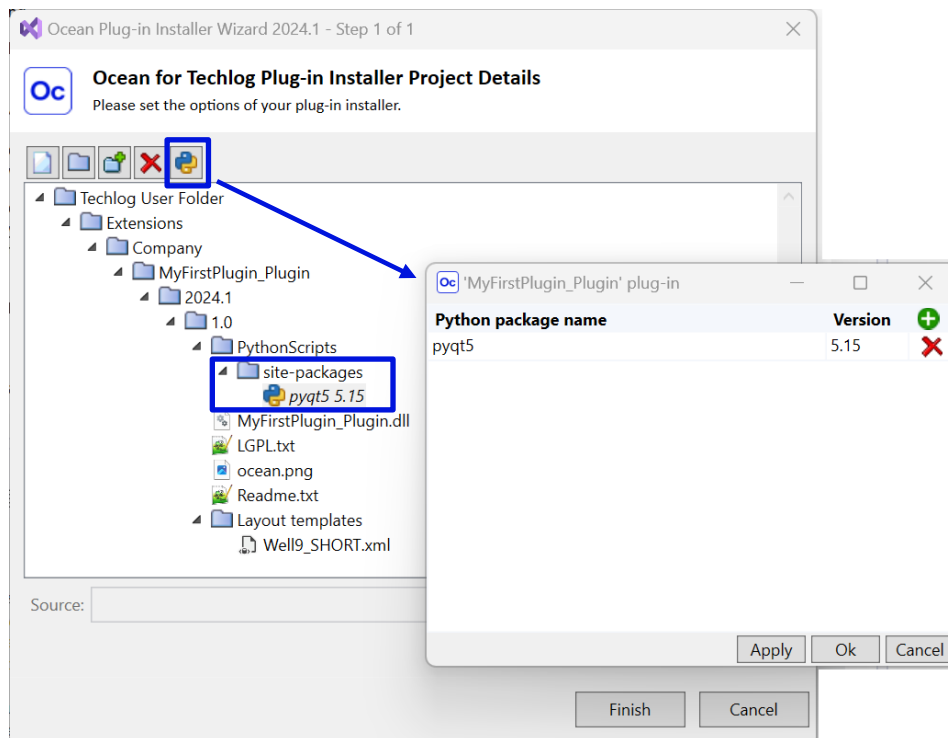 Ocean Plug-in Installer Wizard 2024.1 - Step 1 of 1
Oc
Ocean for Techlog Plug-in Installer Project Details
Please set the options of your plug-in installer.
Techlog User Folder
Extensions
Company
MyFirstPlugin_Plugin
2024.1
1.0
PythonScripts
site-packages
pyqt5 5.15
MyFirstPlugin_Plugin.dll
LGPL.txt
ocean.png
Readme.txt
Layout templates
Well9_SHORT.xml
Source:
Finish Cancel
Oc 'MyFirstPlugin_Plugin' plug-in
Python package name Version
pyqt5 5.15
Apply Ok Cancel